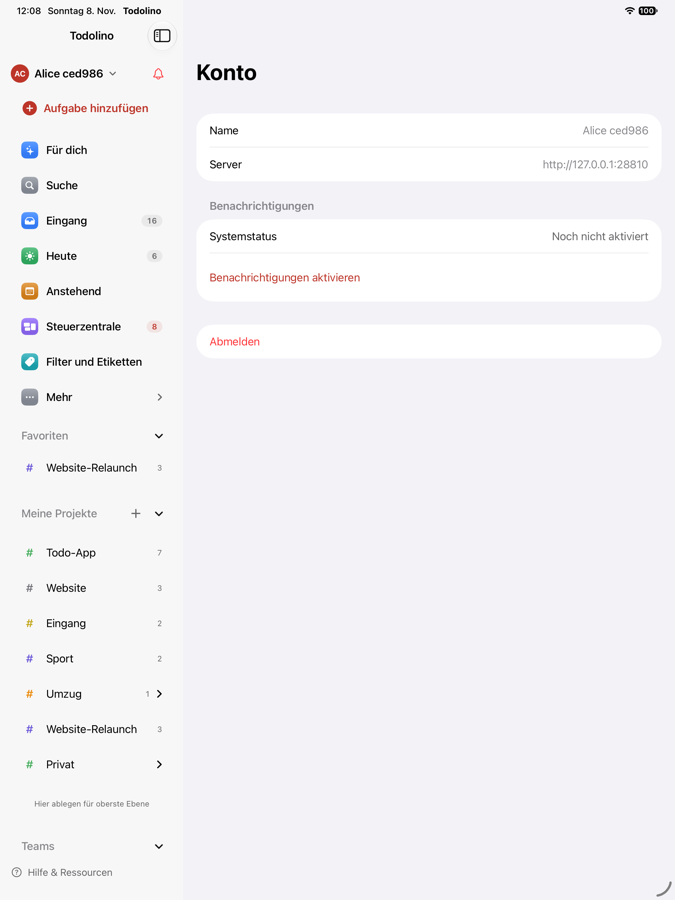 12:08 Sonntag 8. Nov. Todolino
100
Todolino
AC Alice ced986
Aufgabe hinzufügen
Für dich
Suche
Eingang 16
Heute 6
Anstehend
Steuerzentrale 8
Filter und Etiketten
Mehr
Favoriten
# Website-Relaunch 3
Meine Projekte
# Todo-App 7
# Website 3
# Eingang 2
# Sport 2
# Umzug 1
# Website-Relaunch 3
# Privat
Hier ablegen für oberste Ebene
Teams
? Hilfe & Ressourcen
Konto
Name Alice ced986
Server http://127.0.0.1:28810
Benachrichtigungen
Systemstatus Noch nicht aktiviert
Benachrichtigungen aktivieren
Abmelden